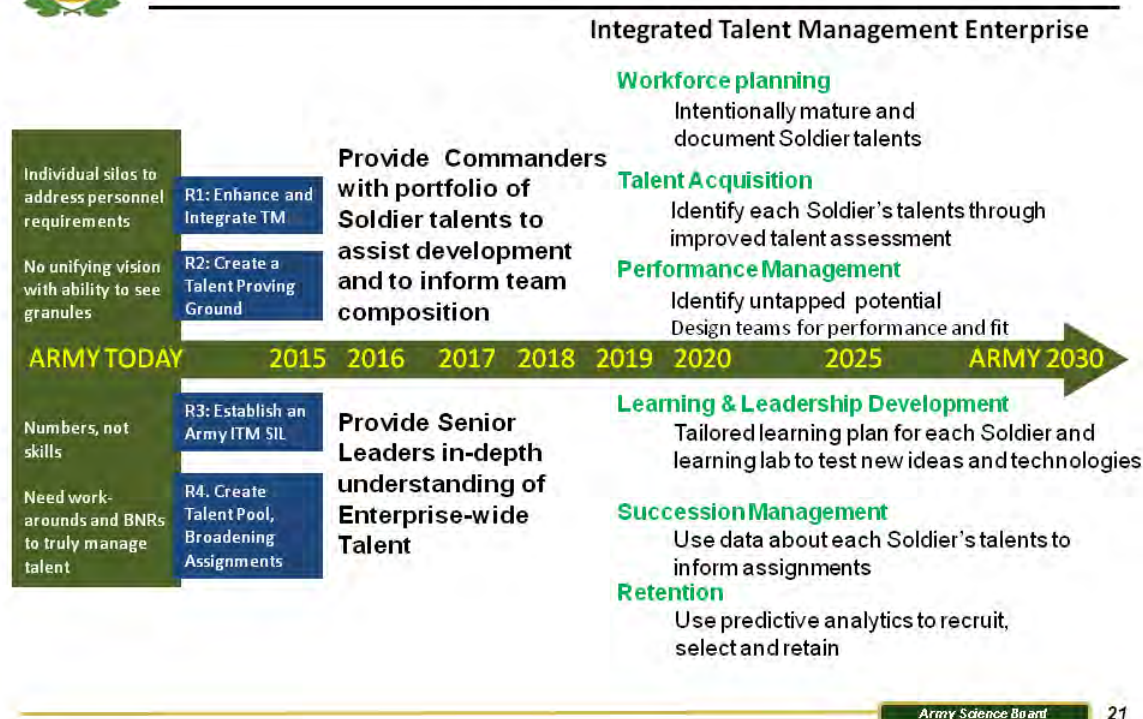 Integrated Talent Management Enterprise
Individual silos to
address personnel
requirements
No unifying vision
with ability to see
granules
R1: Enhance and
Integrate TM
R2: Create a
Talent Proving
Ground
Provide Commanders
with portfolio of
Soldier talents to
assist development
and to inform team
composition
Workforce planning
Intentionally mature and
document Soldier talents
Talent Acquisition
Identify each Soldier's talents through
improved talent assessment
Performance Management
Identify untapped potential
Design teams for performance and fit
ARMY TODAY 2015 2016 2017 2018 2019 2020 2025 ARMY 2030
Numbers, not
skills
Need work-
arounds and BNRs
to truly manage
talent
R3: Establish an
Army ITM SIL
R4. Create
Talent Pool,
Broadening
Assignments
Provide Senior
Leaders in-depth
understanding of
Enterprise-wide
Talent
Learning & Leadership Development
Tailored learning plan for each Soldier and
learning lab to test new ideas and technologies
Succession Management
Use data about each Soldier's talents to
inform assignments
Retention
Use predictive analytics to recruit,
select and retain
Army Science Board 21